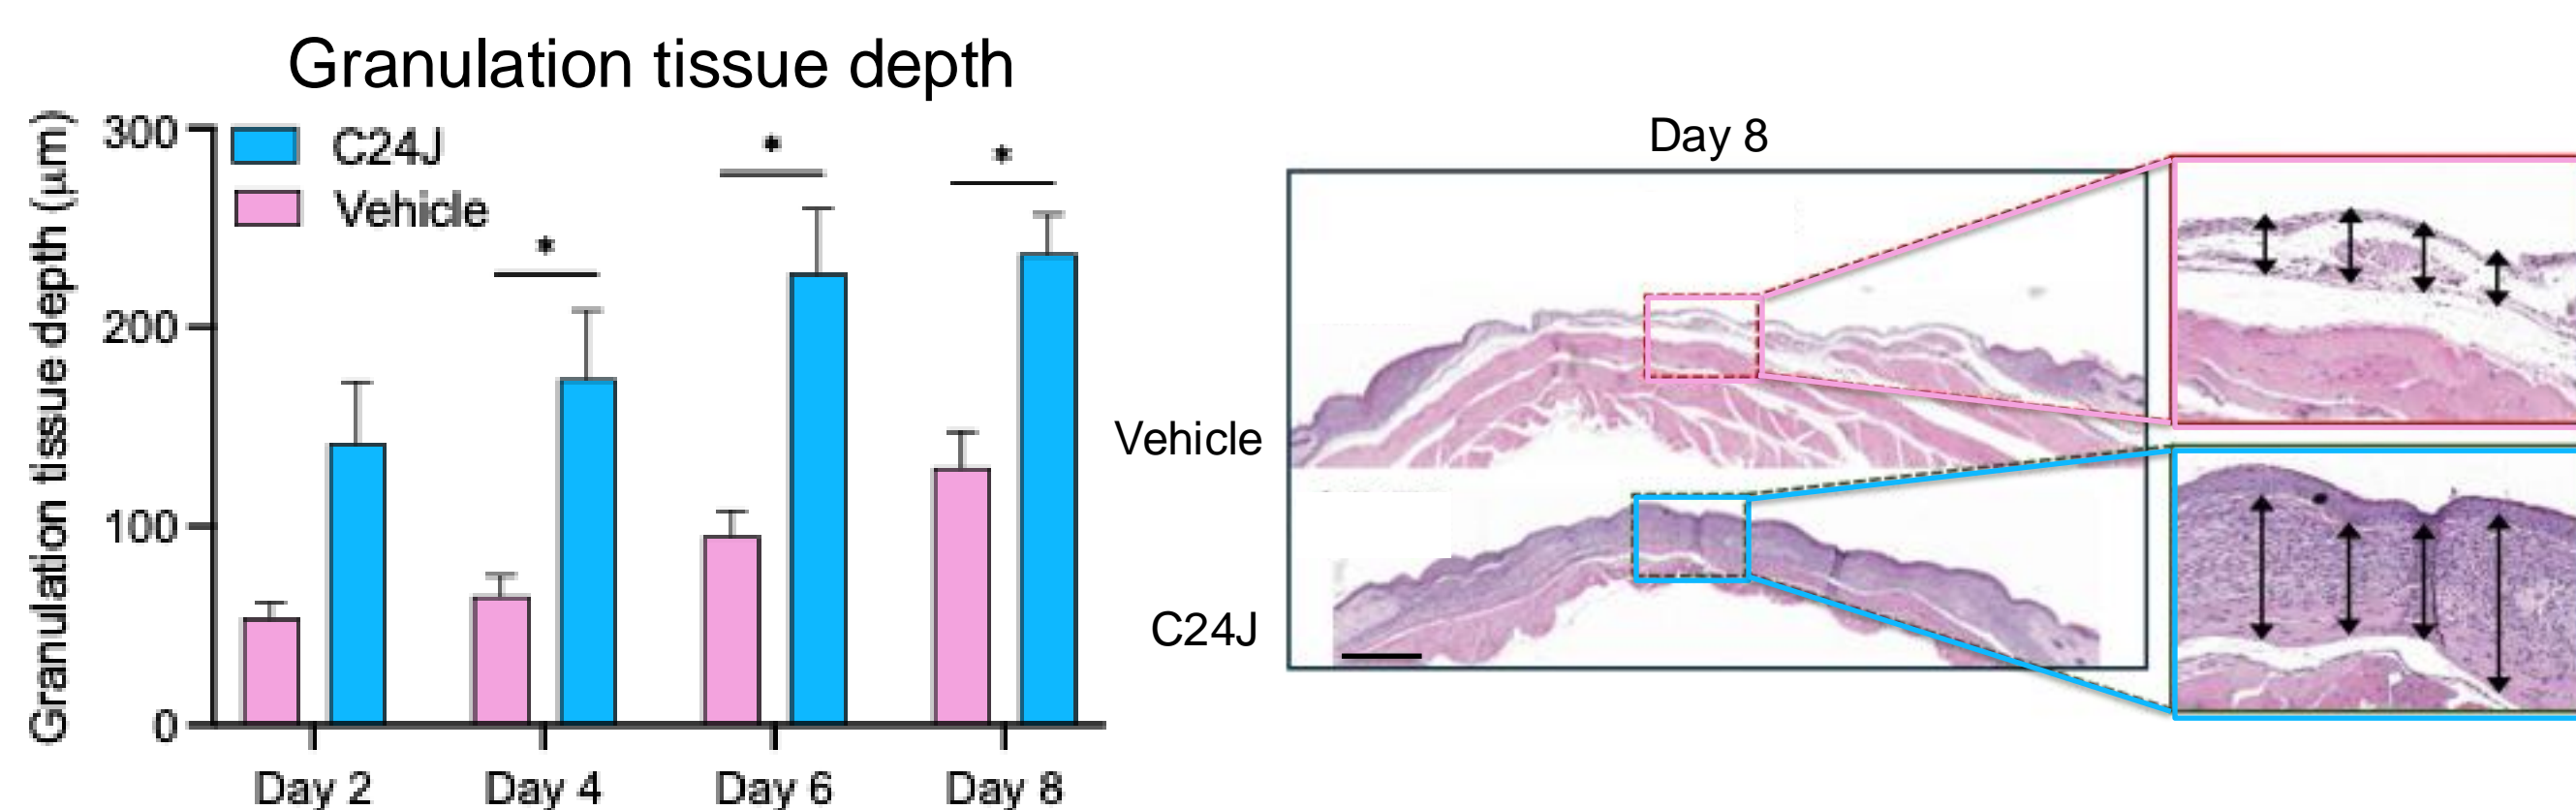 Granulation tissue depth
Granulation tissue depth (μm)
300
200
100
0
C24J
Vehicle
*
*
*
Day 2
Day 4
Day 6
Day 8
Day 8
Vehicle
C24J